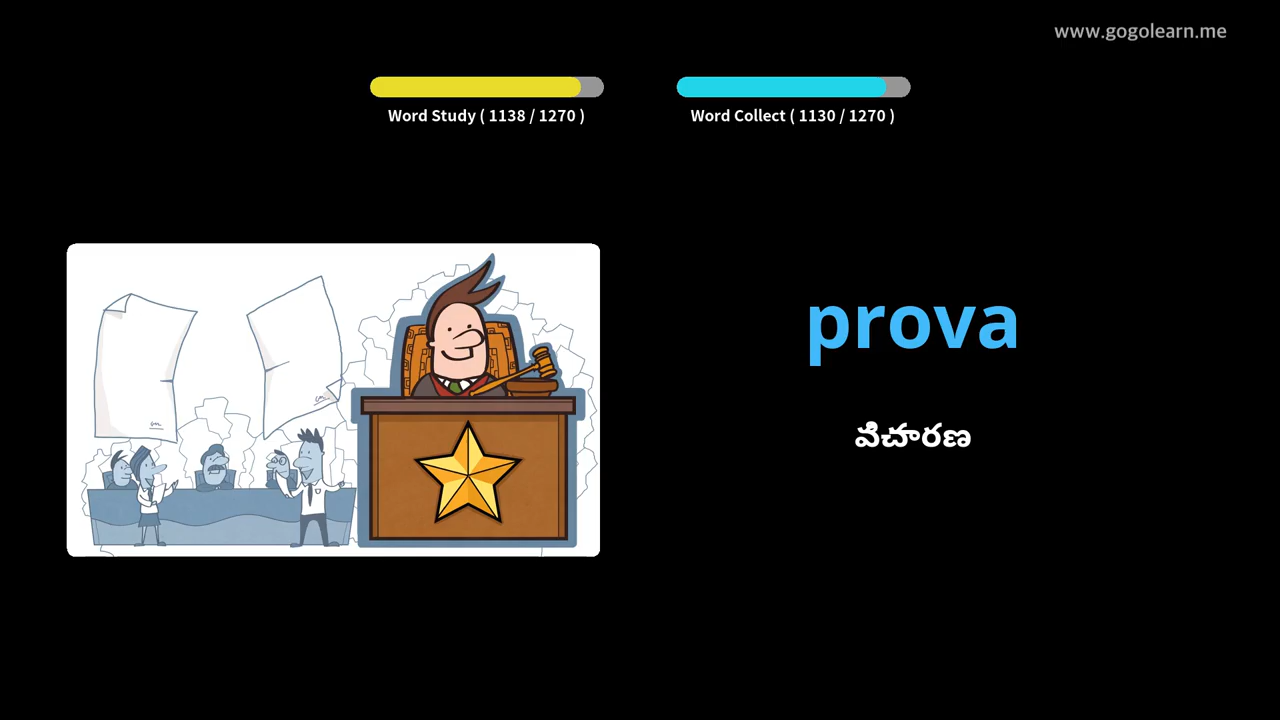 www.gogolearn.me
Word Study ( 1138 / 1270 )
Word Collect ( 1130 / 1270 )
prova
విచారణ